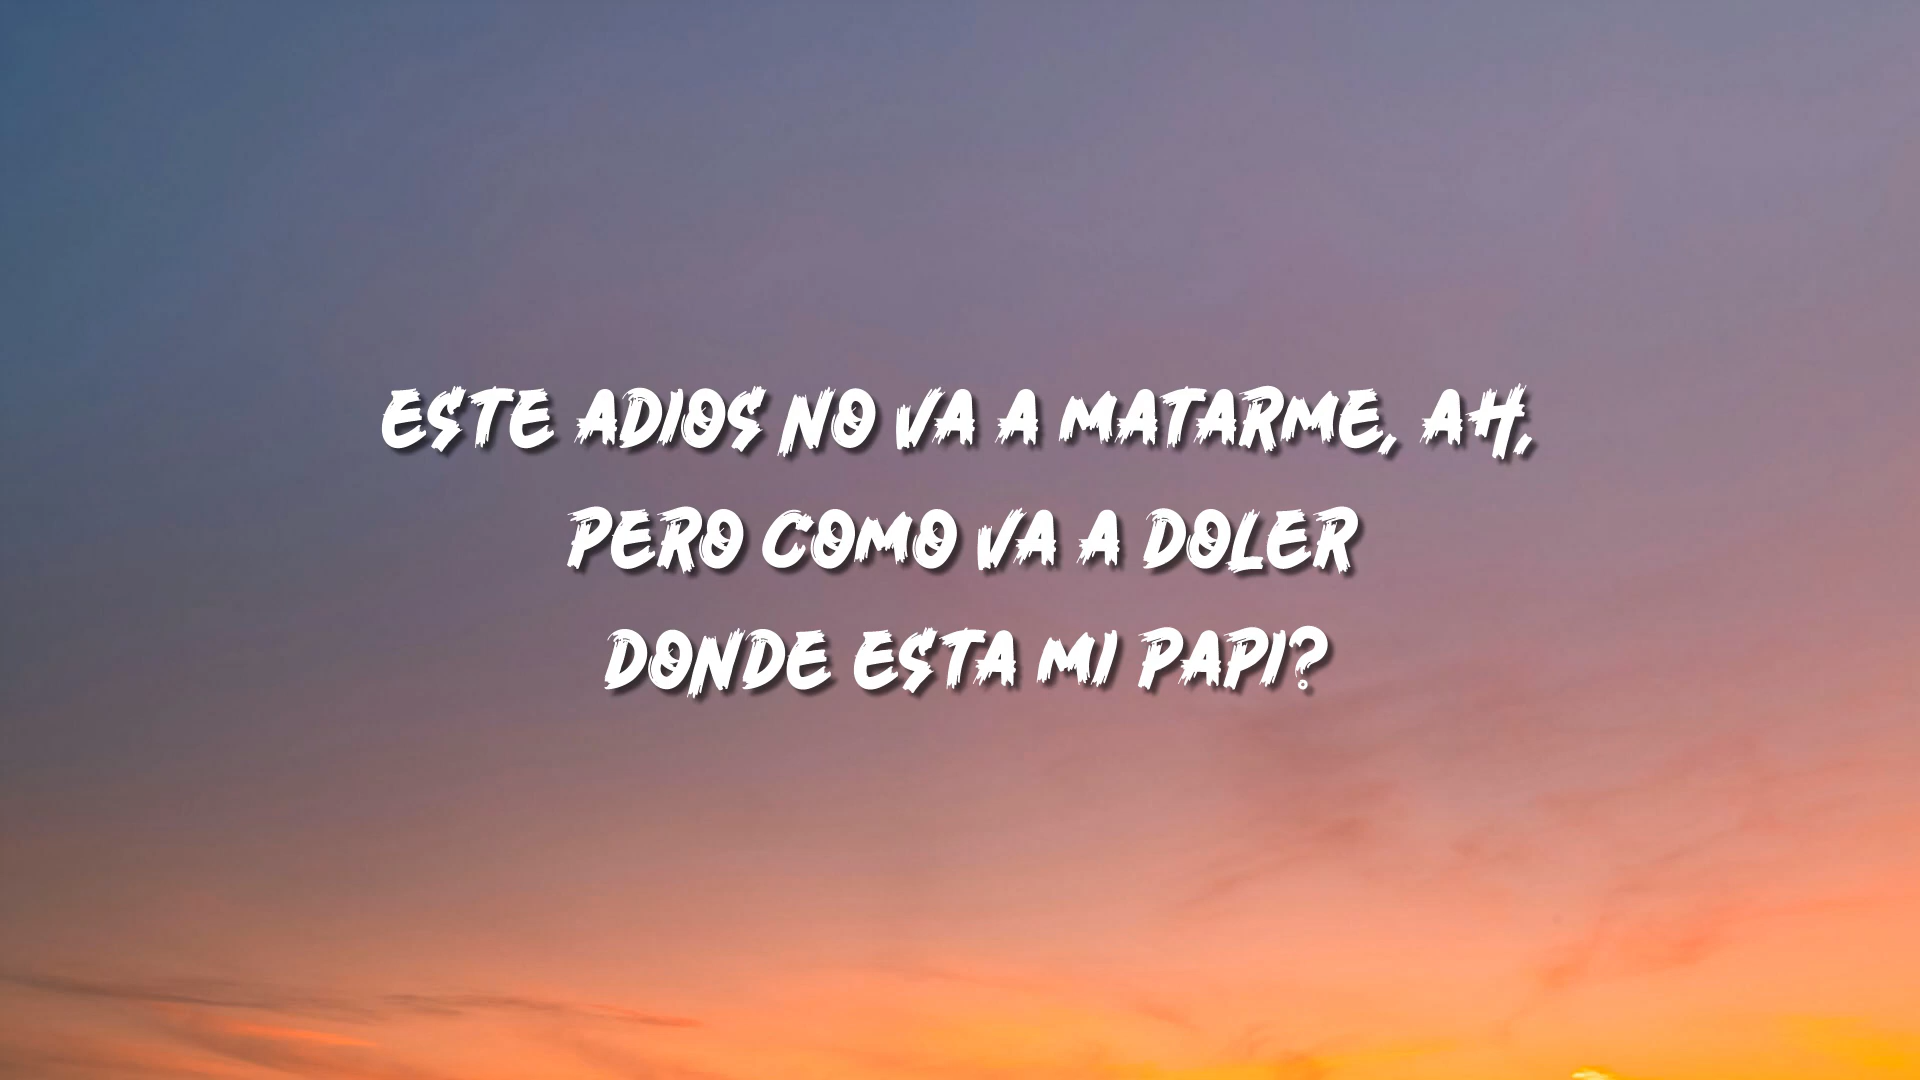 ESTE ADIOS NO VA A MATARME, AH,
PERO COMO VA A DOLER
DONDE ESTA MI PAPI?